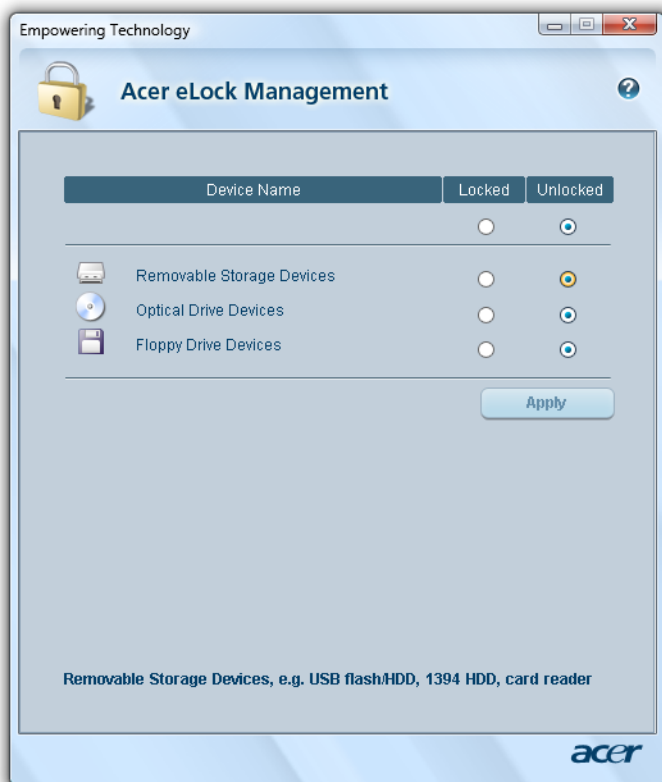 Empowering Technology
Acer eLock Management
?
Device Name Locked Unlocked
Removable Storage Devices
Optical Drive Devices
Floppy Drive Devices
Apply
Removable Storage Devices, e.g. USB flash/HDD, 1394 HDD, card reader
acer